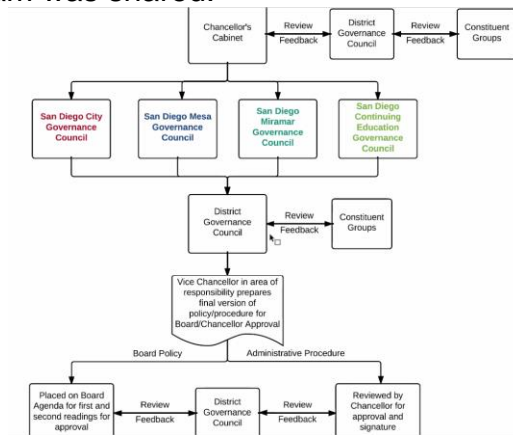 Chancellor's
Cabinet
Review
Feedback
District
Governance
Council
Review
Feedback
Constituent
Groups
San Diego City
Governance
Council
San Diego Mesa
Governance
Council
San Diego
Miramar
Governance
Council
San Diego
Continuing
Education
Governance
Council
District
Governance
Council
Review
Feedback
Constituent
Groups
Vice Chancellor in area of
responsibility prepares
final version of
policy/procedure for
Board/Chancellor Approval
Board Policy
Administrative Procedure
Placed on Board
Agenda for first and
second readings for
approval
Review
Feedback
District
Governance
Council
Review
Feedback
Reviewed by
Chancellor for
approval and
signature